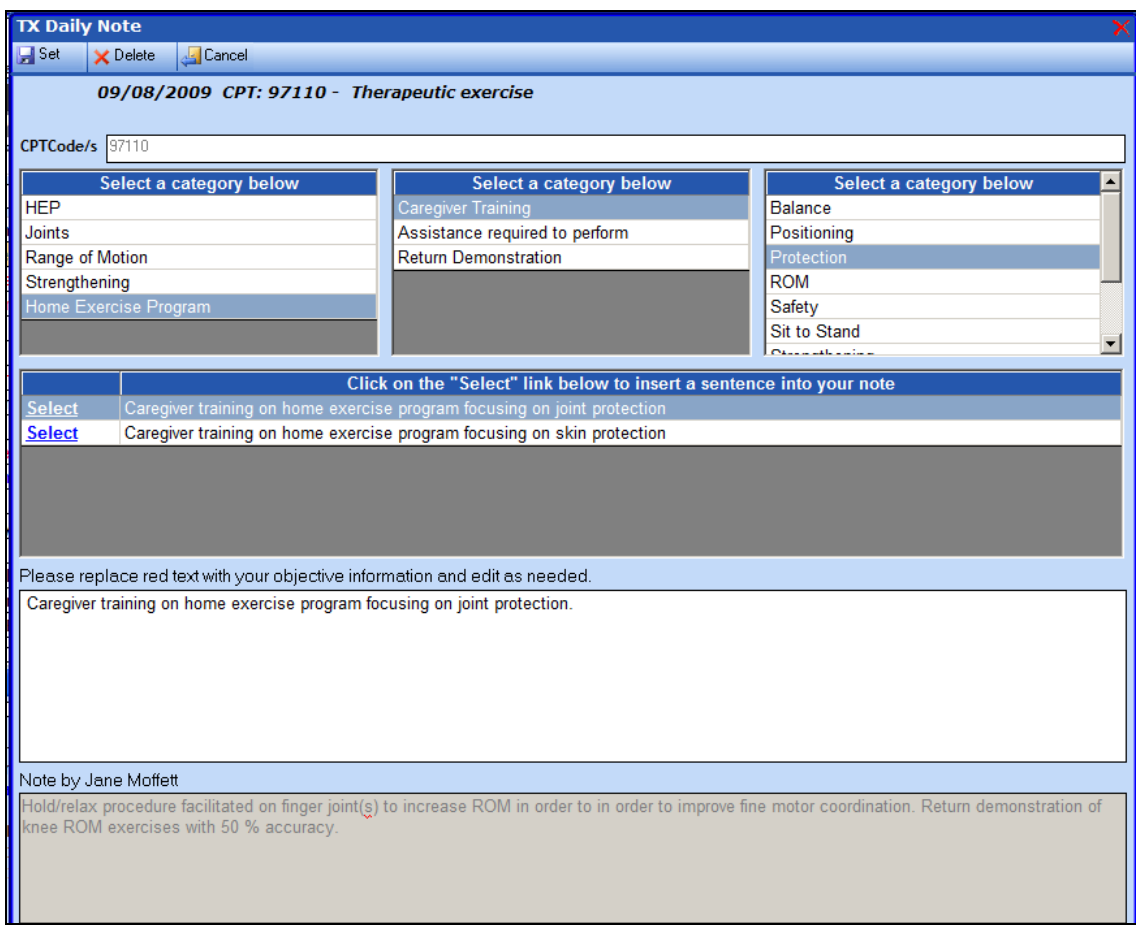 TX Daily Note
Set Delete Cancel
09/08/2009 CPT: 97110 - Therapeutic exercise
CPTCode/s 97110
Select a category below
HEP
Joints
Range of Motion
Strengthening
Home Exercise Program
Select a category below
Caregiver Training
Assistance required to perform
Return Demonstration
Select a category below
Balance
Positioning
Protection
ROM
Safety
Sit to Stand
Strengthening
Click on the "Select" link below to insert a sentence into your note
Select Caregiver training on home exercise program focusing on joint protection
Select Caregiver training on home exercise program focusing on skin protection
Please replace red text with your objective information and edit as needed.
Caregiver training on home exercise program focusing on joint protection.
Note by Jane Moffett
Hold/relax procedure facilitated on finger joint(s) to increase ROM in order to in order to improve fine motor coordination. Return demonstration of
knee ROM exercises with 50 % accuracy.